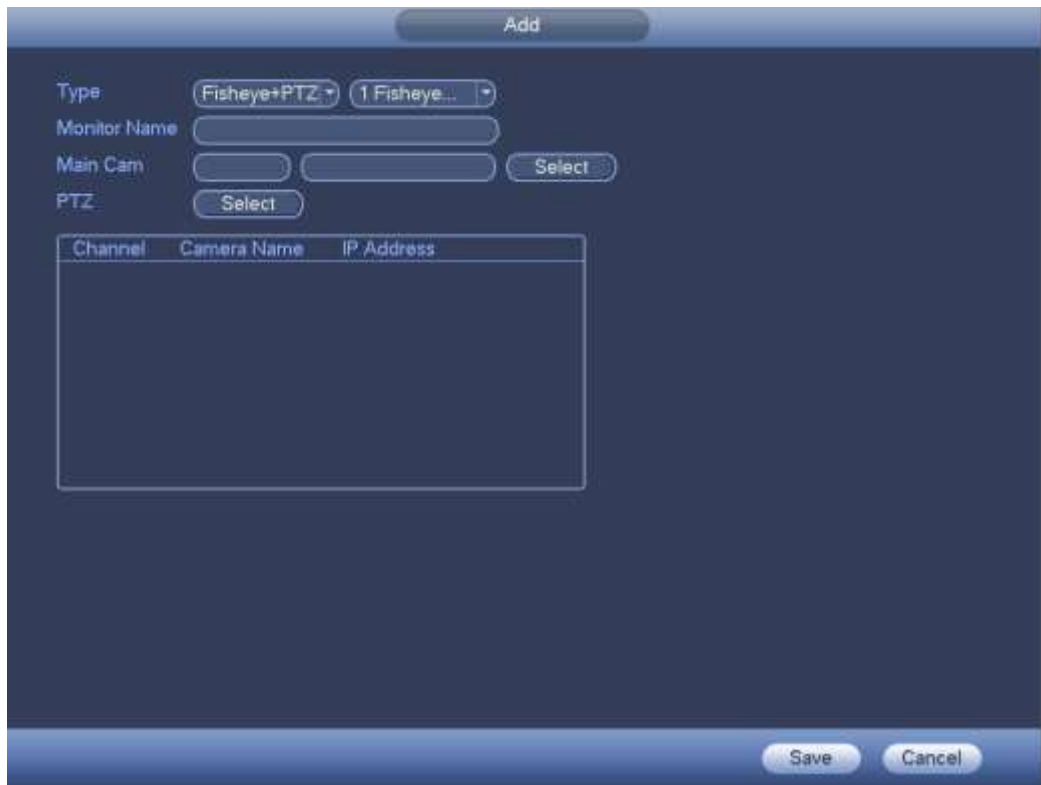 Add
Type Fisheye+PTZ 1 Fisheye...
Monitor Name
Main Cam Select
PTZ Select
Channel Camera Name IP Address
Save Cancel